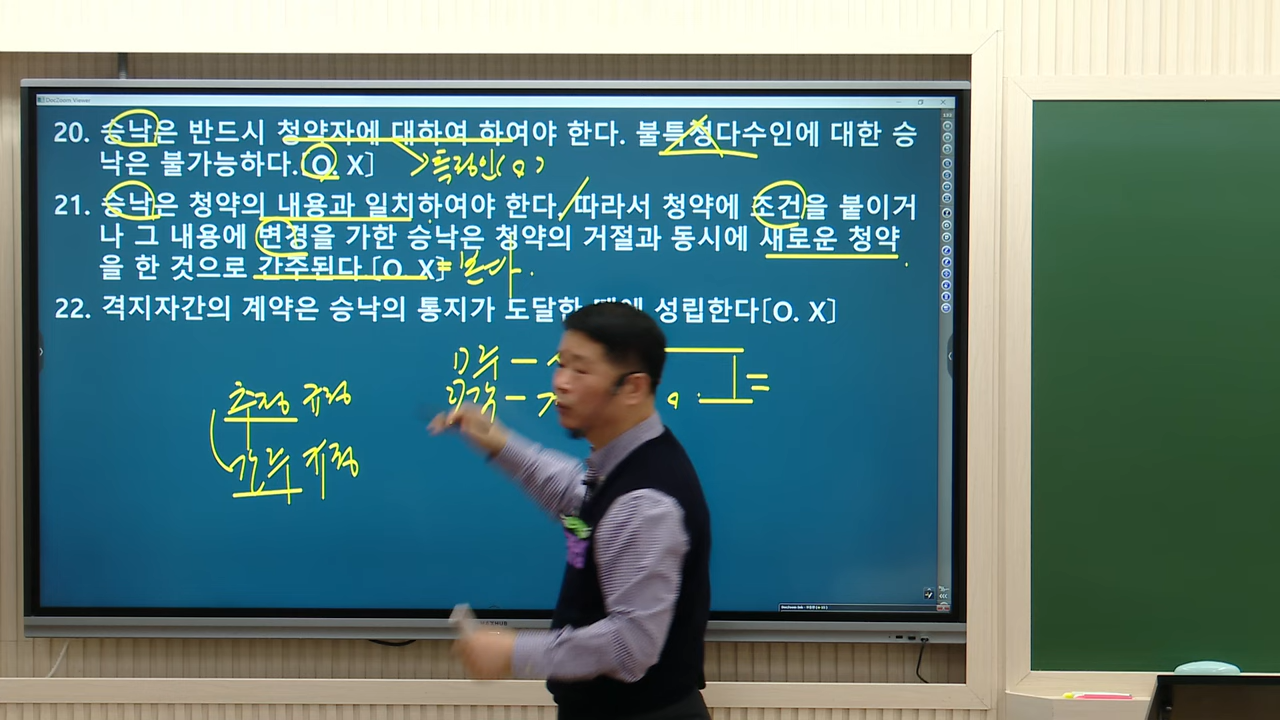 DocZoom Viewer
20. 승낙은 반드시 청약자에 대하여 하여야 한다. 불특정다수인에 대한 승
낙은 불가능하다.[O. X]
특정인(
21. 승낙은 청약의 내용과 일치하여야 한다. 따라서 청약에 조건을 붙이거
나 그 내용에 변경을 가한 승낙은 청약의 거절과 동시에 새로운 청약
을 한 것으로 간주된다.[O. X] = 본다.
22. 격지자간의 계약은 승낙의 통지가 도달한 성립한다[O. X]
1)
2)
=
추정 규정
간주 규정